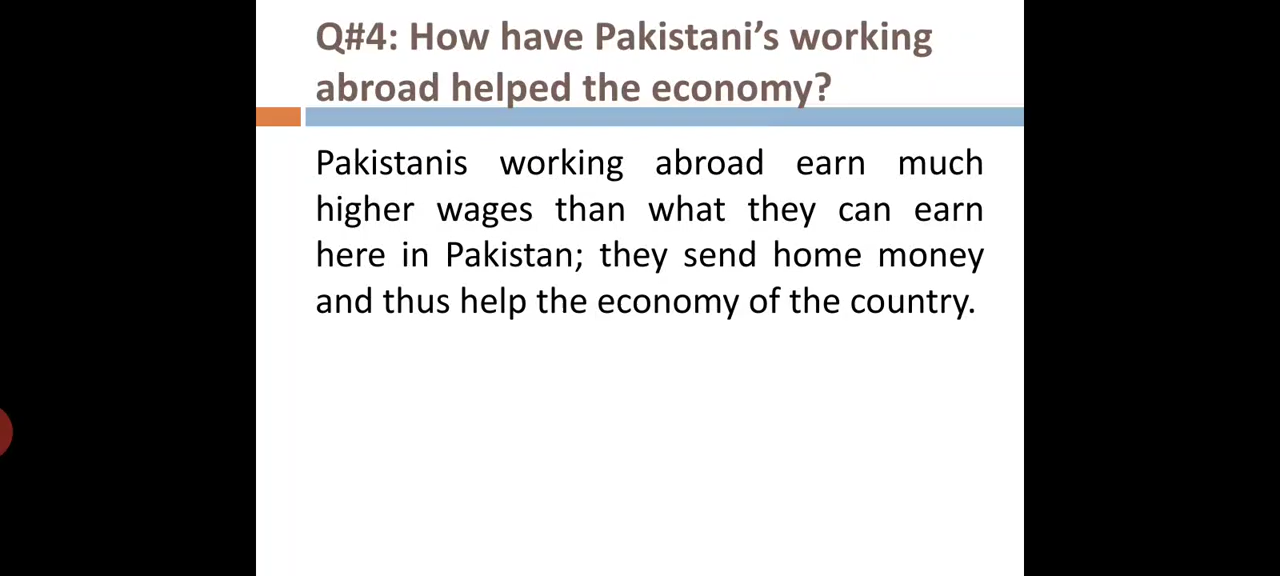 Q#4: How have Pakistani’s working
abroad helped the economy?
Pakistanis working abroad earn much
higher wages than what they can earn
here in Pakistan; they send home money
and thus help the economy of the country.